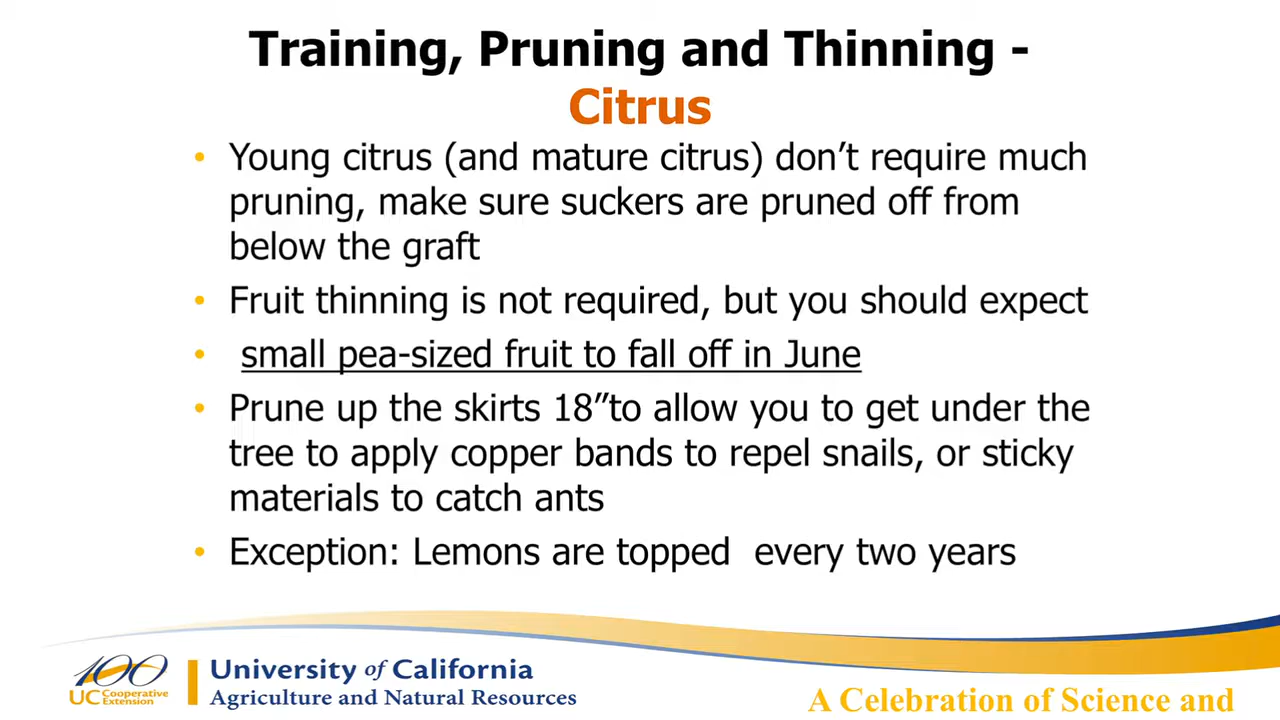 Training, Pruning and Thinning -
Citrus
• Young citrus (and mature citrus) don’t require much
pruning, make sure suckers are pruned off from
below the graft
• Fruit thinning is not required, but you should expect
• small pea-sized fruit to fall off in June
• Prune up the skirts 18”to allow you to get under the
tree to apply copper bands to repel snails, or sticky
materials to catch ants
• Exception: Lemons are topped  every two years
100
UC Cooperative
Extension
University of California
Agriculture and Natural Resources
A Celebration of Science and